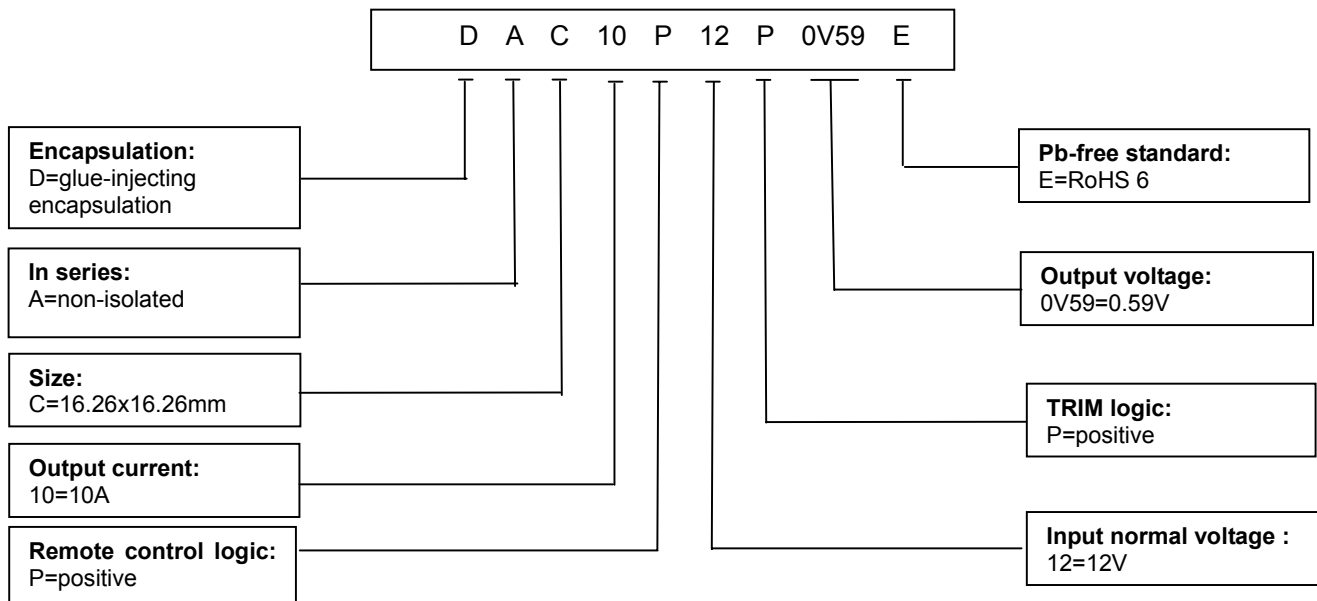 D A C 10 P 12 P 0V59 E
Encapsulation:
D=glue-injecting
encapsulation
In series:
A=non-isolated
Size:
C=16.26x16.26mm
Output current:
10=10A
Remote control logic:
P=positive
Pb-free standard:
E=RoHS 6
Output voltage:
0V59=0.59V
TRIM logic:
P=positive
Input normal voltage :
12=12V